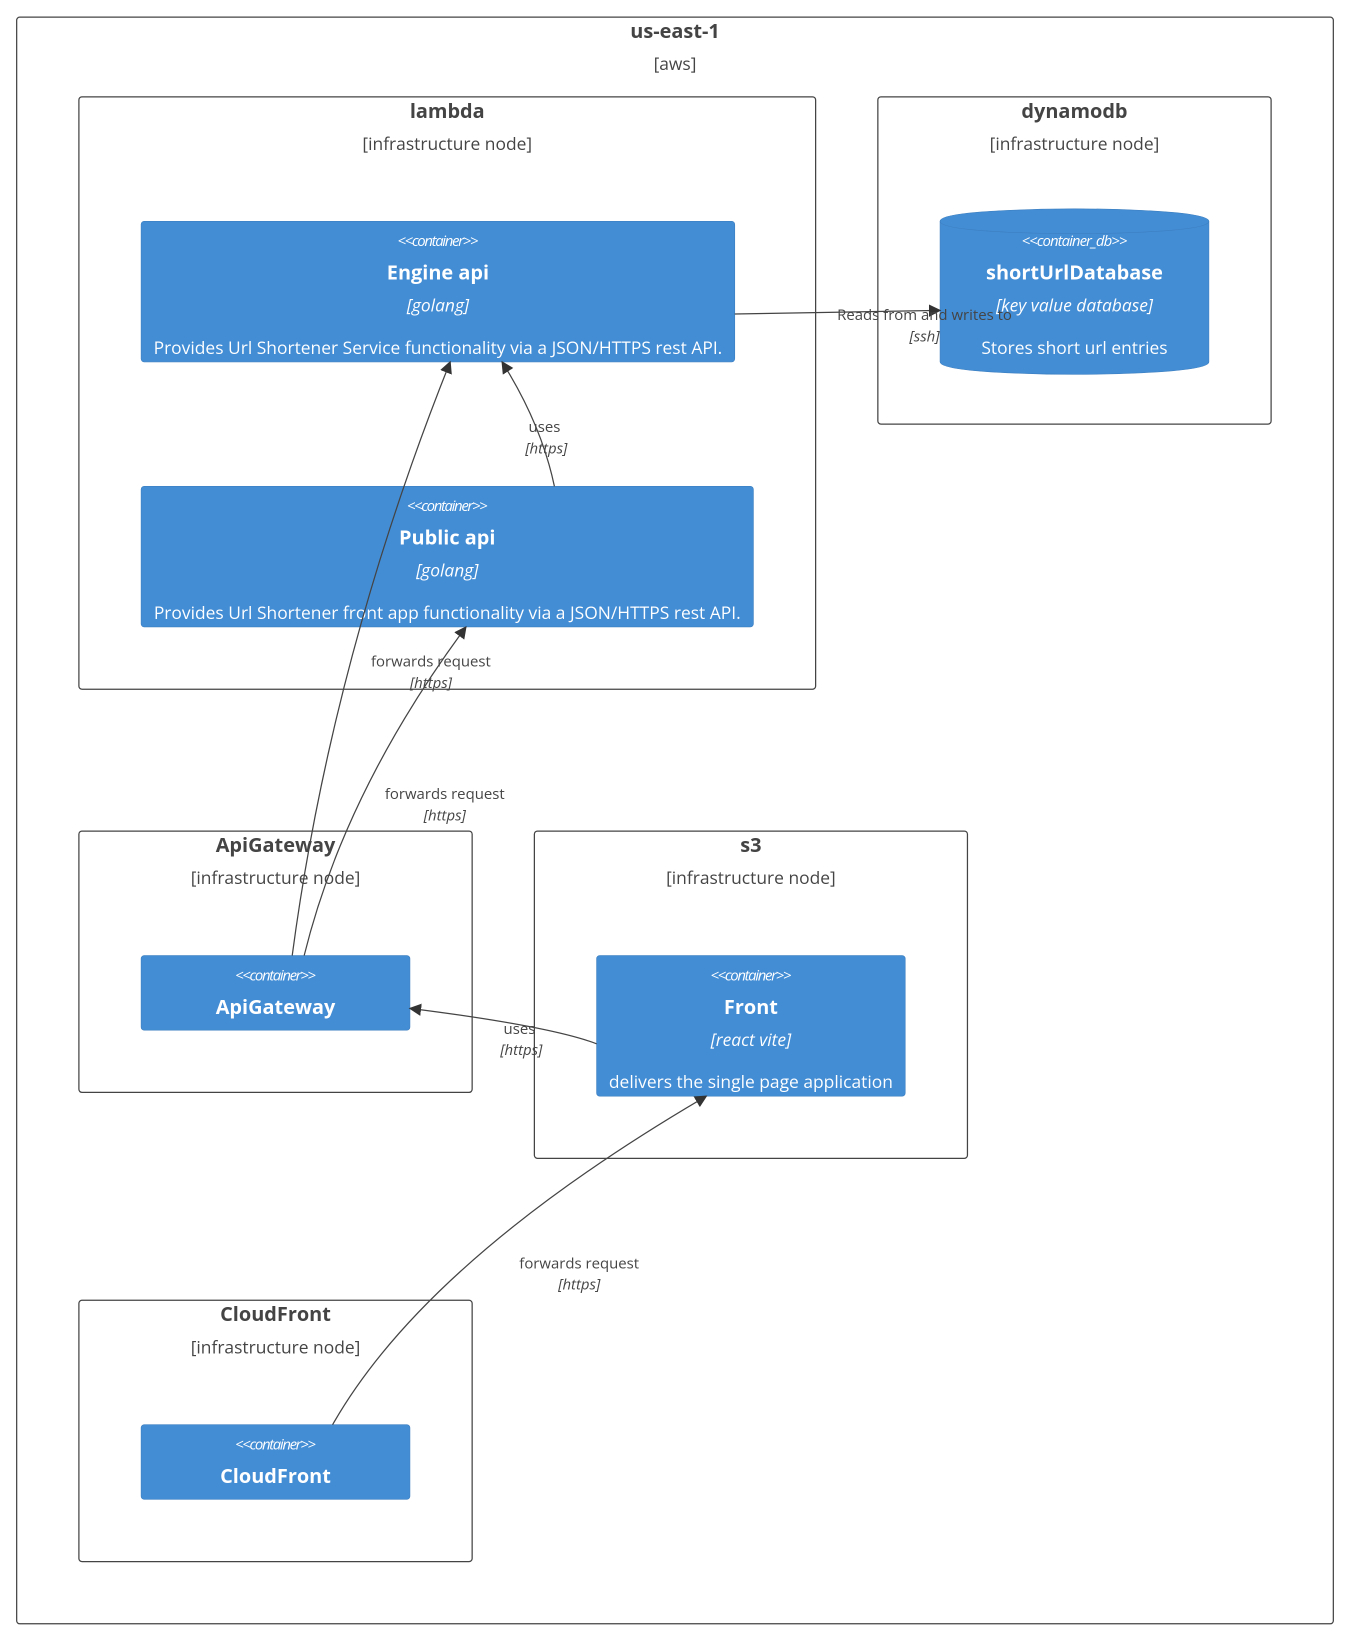 us-east-1
[aws]
lambda
[infrastructure node]
<<container>>
Engine api
[golang]
Provides Url Shortener Service functionality via a JSON/HTTPS rest API.
dynamodb
[infrastructure node]
<<container_db>>
shortUrlDatabase
[key value database]
Stores short url entries
Reads from and writes to
[ssh]
uses
[https]
<<container>>
Public api
[golang]
Provides Url Shortener front app functionality via a JSON/HTTPS rest API.
forwards request
[https]
forwards request
[https]
ApiGateway
[infrastructure node]
<<container>>
ApiGateway
s3
[infrastructure node]
<<container>>
Front
[react vite]
delivers the single page application
uses
[https]
forwards request
[https]
CloudFront
[infrastructure node]
<<container>>
CloudFront